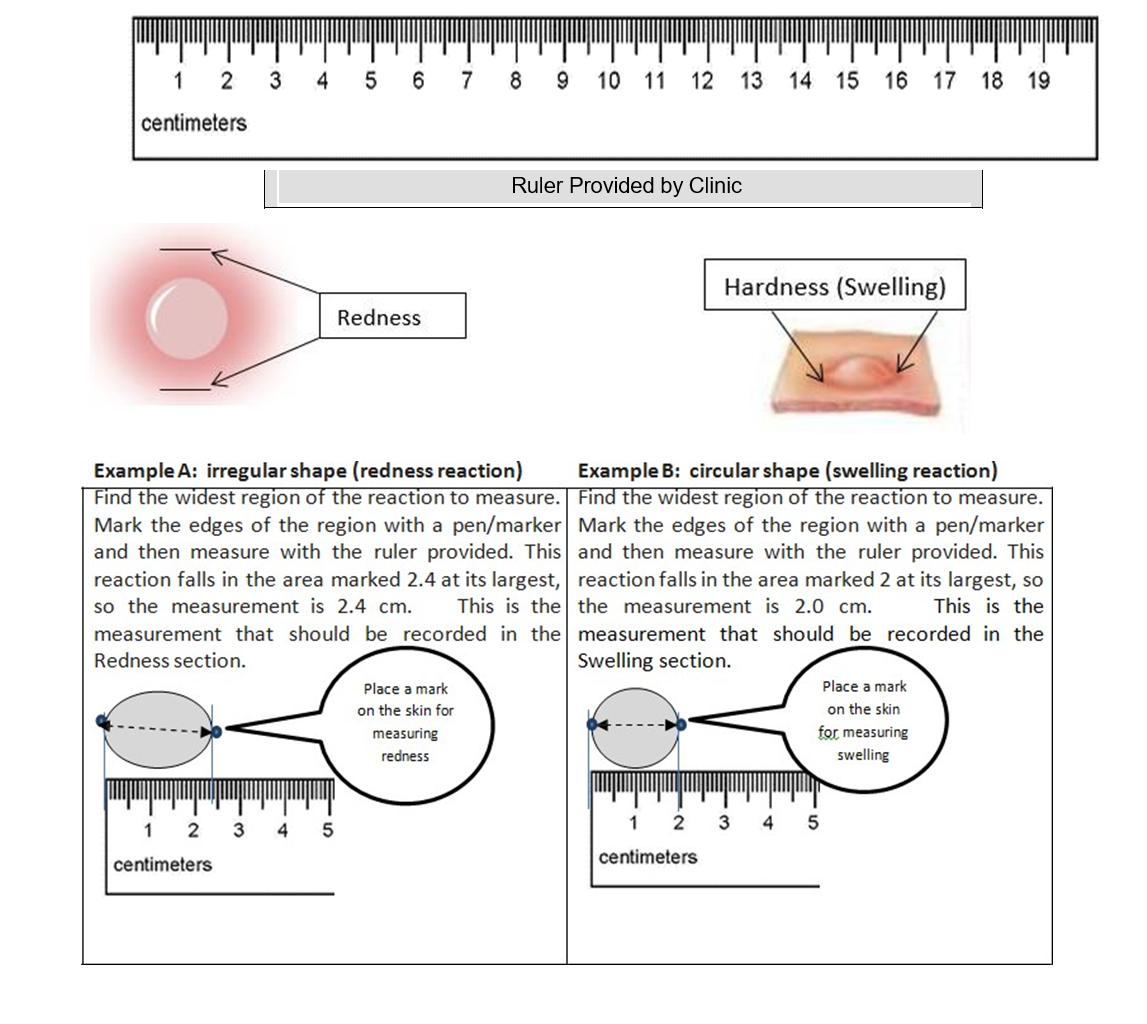 1 2 3 4 5 6 7 8 9 10 11 12 13 14 15 16 17 18 19
centimeters
Ruler Provided by Clinic
Redness
Hardness (Swelling)
Example A: irregular shape (redness reaction)
Find the widest region of the reaction to measure.
Mark the edges of the region with a pen/marker
and then measure with the ruler provided. This
reaction falls in the area marked 2.4 at its largest,
so the measurement is 2.4 cm. This is the
measurement that should be recorded in the
Redness section.
Place a mark
on the skin for
measuring
redness
1 2 3 4 5
centimeters
Example B: circular shape (swelling reaction)
Find the widest region of the reaction to measure.
Mark the edges of the region with a pen/marker
and then measure with the ruler provided. This
reaction falls in the area marked 2 at its largest, so
the measurement is 2.0 cm. This is the
measurement that should be recorded in the
Swelling section.
Place a mark
on the skin
for measuring
swelling
1 2 3 4 5
centimeters